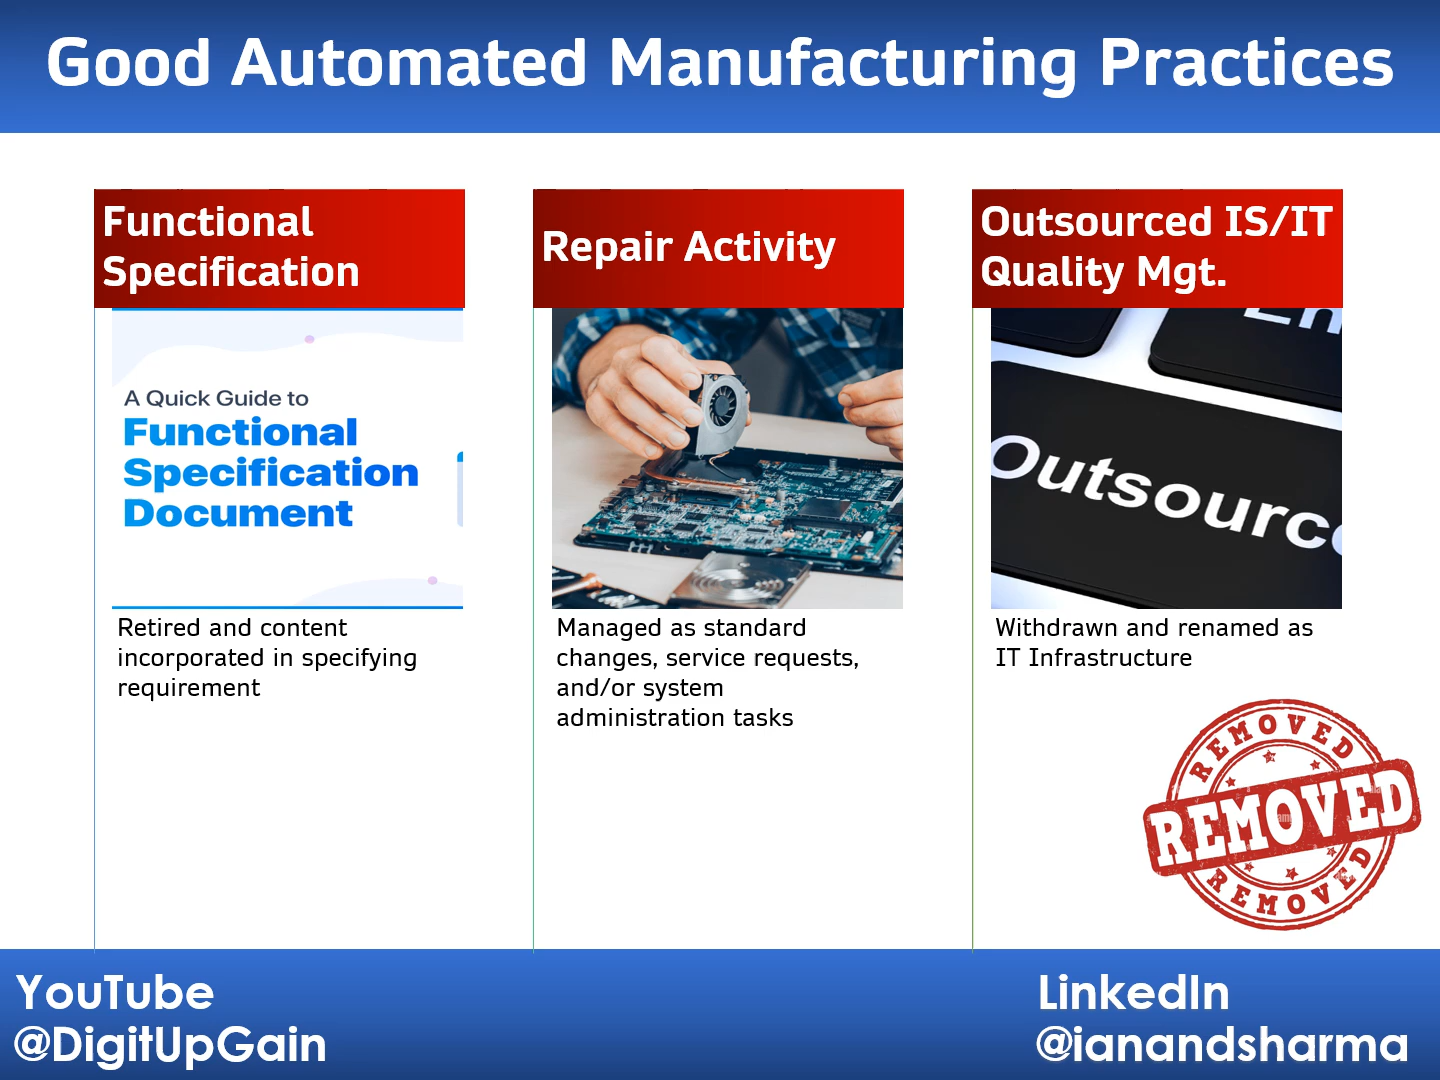 Good Automated Manufacturing Practices
Functional
Specification
A Quick Guide to
Functional
Specification
Document
Retired and content
incorporated in specifying
requirement
Repair Activity
Managed as standard
changes, service requests,
and/or system
administration tasks
Outsourced IS/IT
Quality Mgt.
Outsourc
Withdrawn and renamed as
IT Infrastructure
REMOVED
REMOVED
REMOVED
YouTube
@DigitUpGain
LinkedIn
@ianandsharma